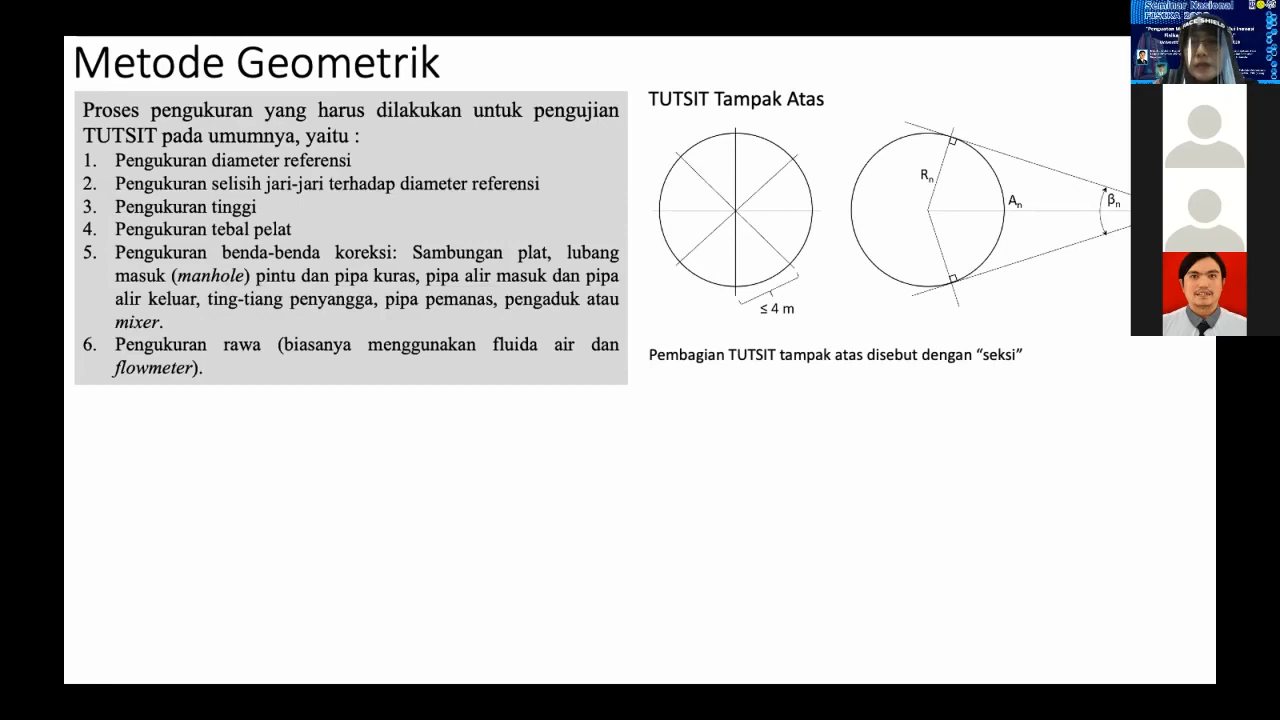 Metode Geometrik
Proses pengukuran yang harus dilakukan untuk pengujian
TUTSIT pada umumnya, yaitu :
1. Pengukuran diameter referensi
2. Pengukuran selisih jari-jari terhadap diameter referensi
3. Pengukuran tinggi
4. Pengukuran tebal pelat
5. Pengukuran benda-benda koreksi: Sambungan plat, lubang
masuk (manhole) pintu dan pipa kuras, pipa alir masuk dan pipa
alir keluar, ting-tiang penyangga, pipa pemanas, pengaduk atau
mixer.
6. Pengukuran rawa (biasanya menggunakan fluida air dan
flowmeter).
TUTSIT Tampak Atas
Rn
An
βn
≤ 4 m
Pembagian TUTSIT tampak atas disebut dengan “seksi”
Seminar Nasional
FACE SHIELD